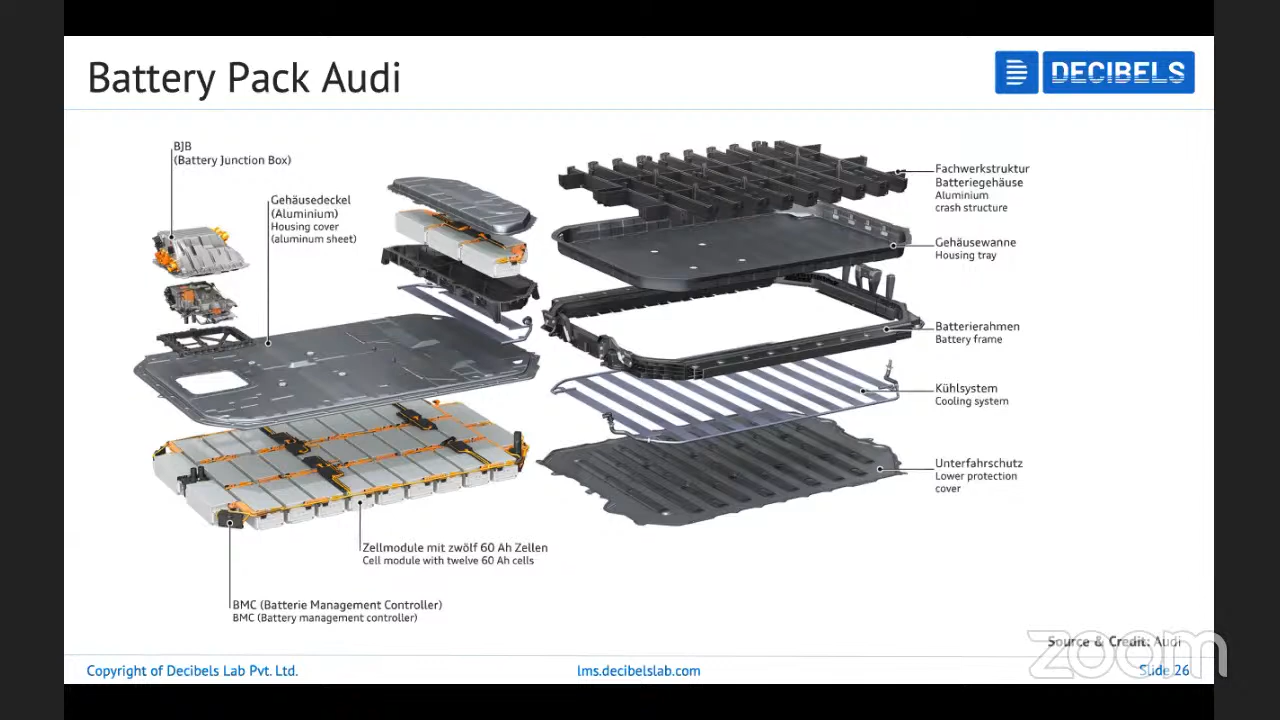 Battery Pack Audi
DECIBELS
BJB
(Battery Junction Box)
Gehäusedeckel
(Aluminium)
Housing cover
(aluminum sheet)
Fachwerkstruktur
Batteriegehäuse
Aluminium
crash structure
Gehäusewanne
Housing tray
Batterierahmen
Battery frame
Kühlsystem
Cooling system
Unterfahrschutz
Lower protection
cover
Zellmodule mit zwölf 60 Ah Zellen
Cell module with twelve 60 Ah cells
BMC (Batterie Management Controller)
BMC (Battery management controller)
Source & Credit: Audi
zoom
Copyright of Decibels Lab Pvt. Ltd.
lms.decibelslab.com
Slide 26